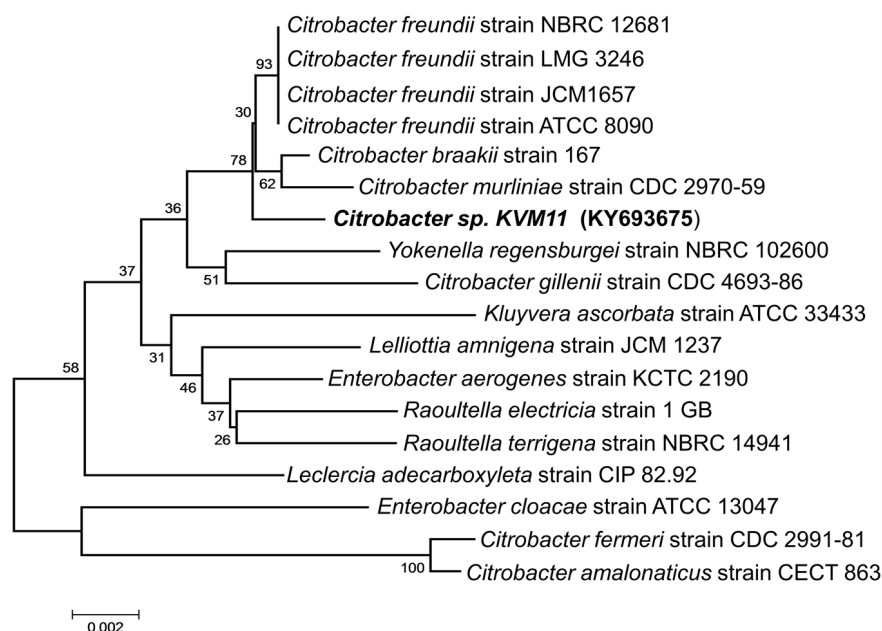 Citrobacter freundii strain NBRC 12681
93
Citrobacter freundii strain LMG 3246
Citrobacter freundii strain JCM1657
30
Citrobacter freundii strain ATCC 8090
78
Citrobacter braakii strain 167
62
Citrobacter murliniae strain CDC 2970-59
36
Citrobacter sp. KVM11 (KY693675)
Yokenella regensburgei strain NBRC 102600
37
51
Citrobacter gillenii strain CDC 4693-86
Kluyvera ascorbata strain ATCC 33433
31
Lelliottia amnigena strain JCM 1237
58
46
Enterobacter aerogenes strain KCTC 2190
37
Raoultella electricia strain 1 GB
26
Raoultella terrigena strain NBRC 14941
Leclercia adecarboxyleta strain CIP 82.92
Enterobacter cloacae strain ATCC 13047
Citrobacter fermeri strain CDC 2991-81
100
Citrobacter amalonaticus strain CECT 863
0.002